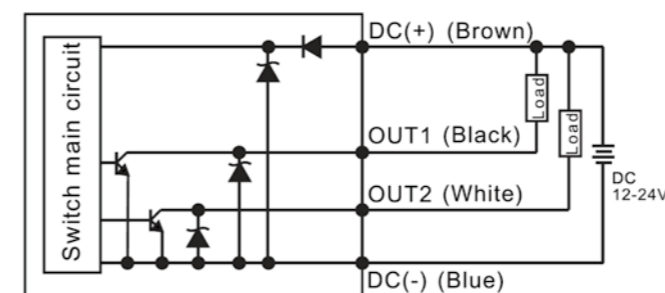 Switch main circuit
DC(+) (Brown)
Load
Load
OUT1 (Black)
DC
12-24V
OUT2 (White)
DC(-) (Blue)